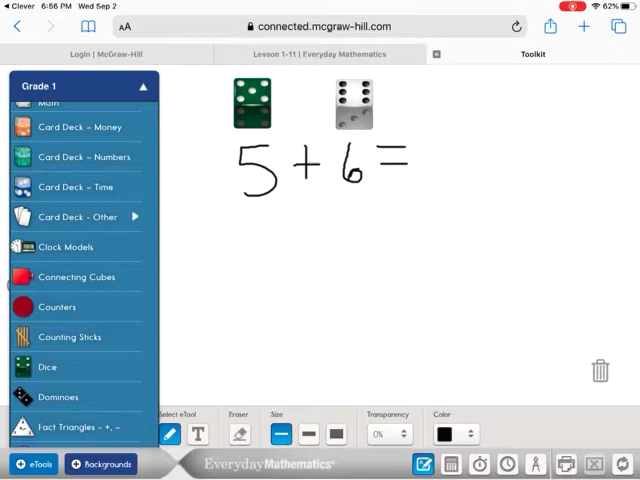 Clever 6:56 PM Wed Sep 2 62%
AA connected.mcgraw-hill.com
Login | McGraw-Hill Lesson 1-11 | Everyday Mathematics Toolkit
Grade 1
Math
Card Deck – Money
Card Deck – Numbers
Card Deck – Time
Card Deck - Other
Clock Models
Connecting Cubes
Counters
Counting Sticks
Dice
Dominoes
Fact Triangles - +, –
5 + 6 =
Select eTool Eraser Size Transparency Color
T 0%
eTools Backgrounds EverydayMathematics